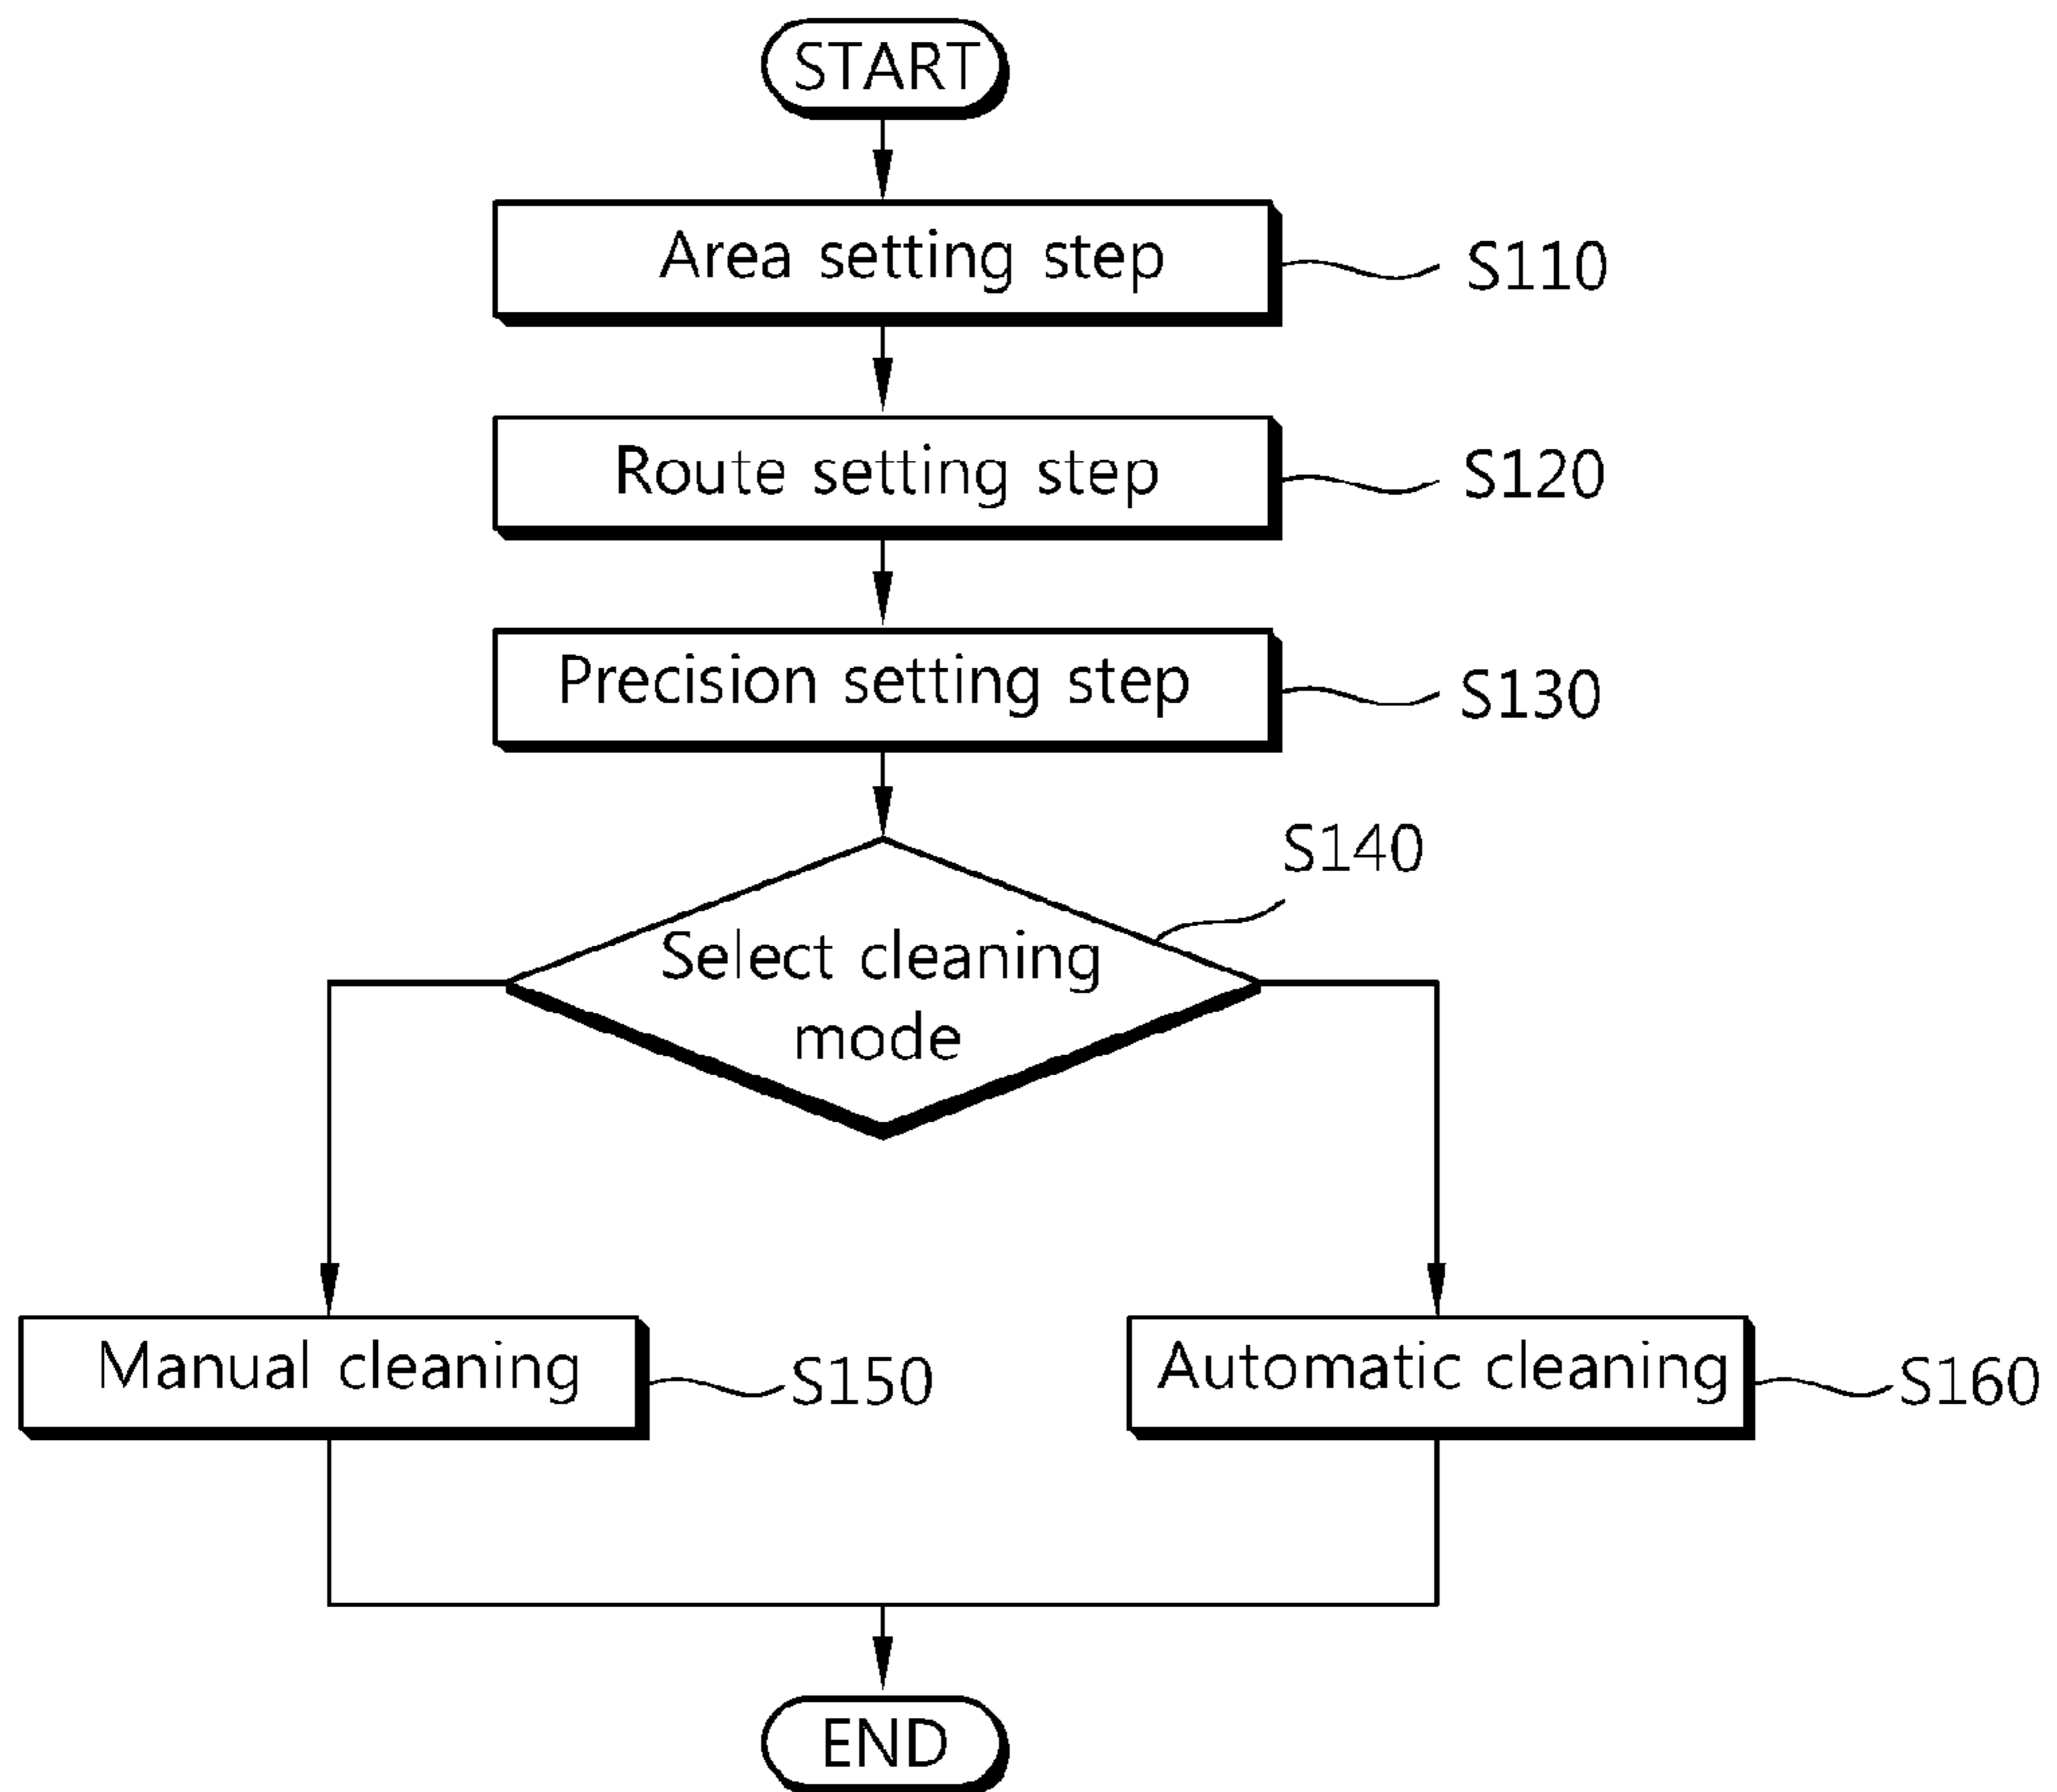 START
Area setting step
S110
Route setting step
S120
Precision setting step
S130
S140
Select cleaning
mode
Manual cleaning
S150
Automatic cleaning
S160
END